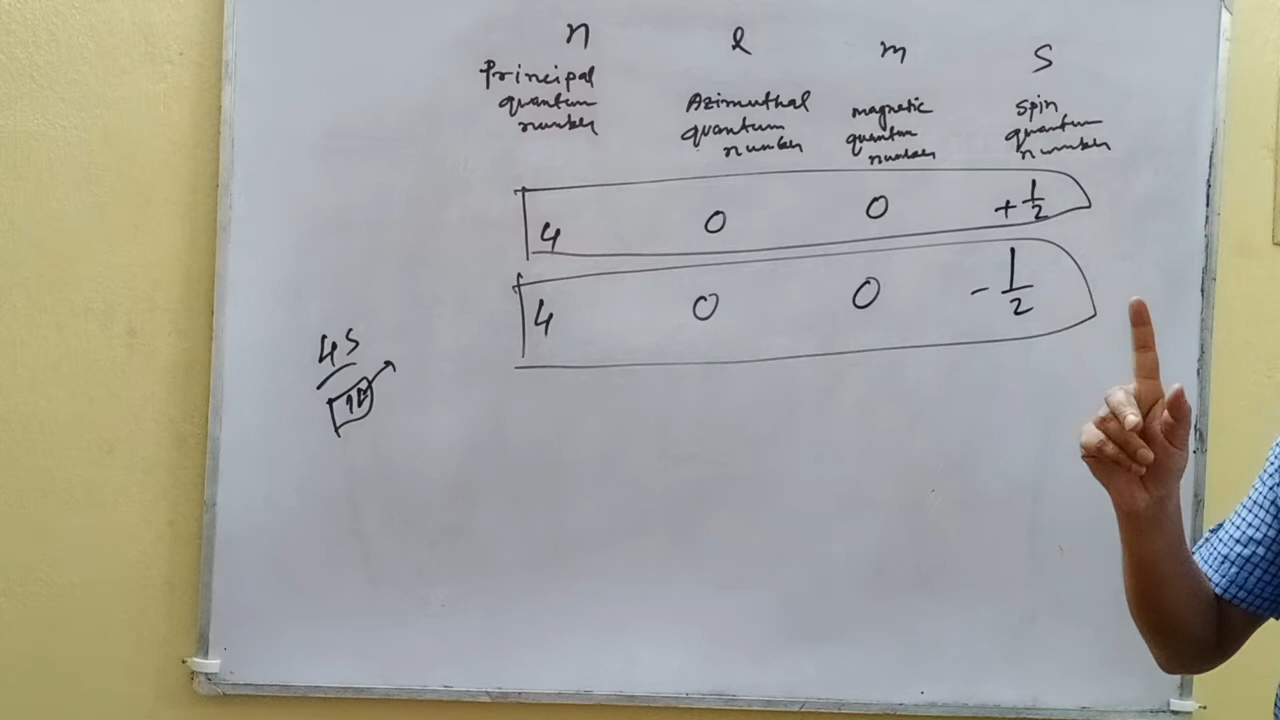 n l m s
Principal quantum number
Azimuthal quantum number
magnetic quantum number
spin quantum number
4 0 0 +1/2
4 0 0 -1/2
4s